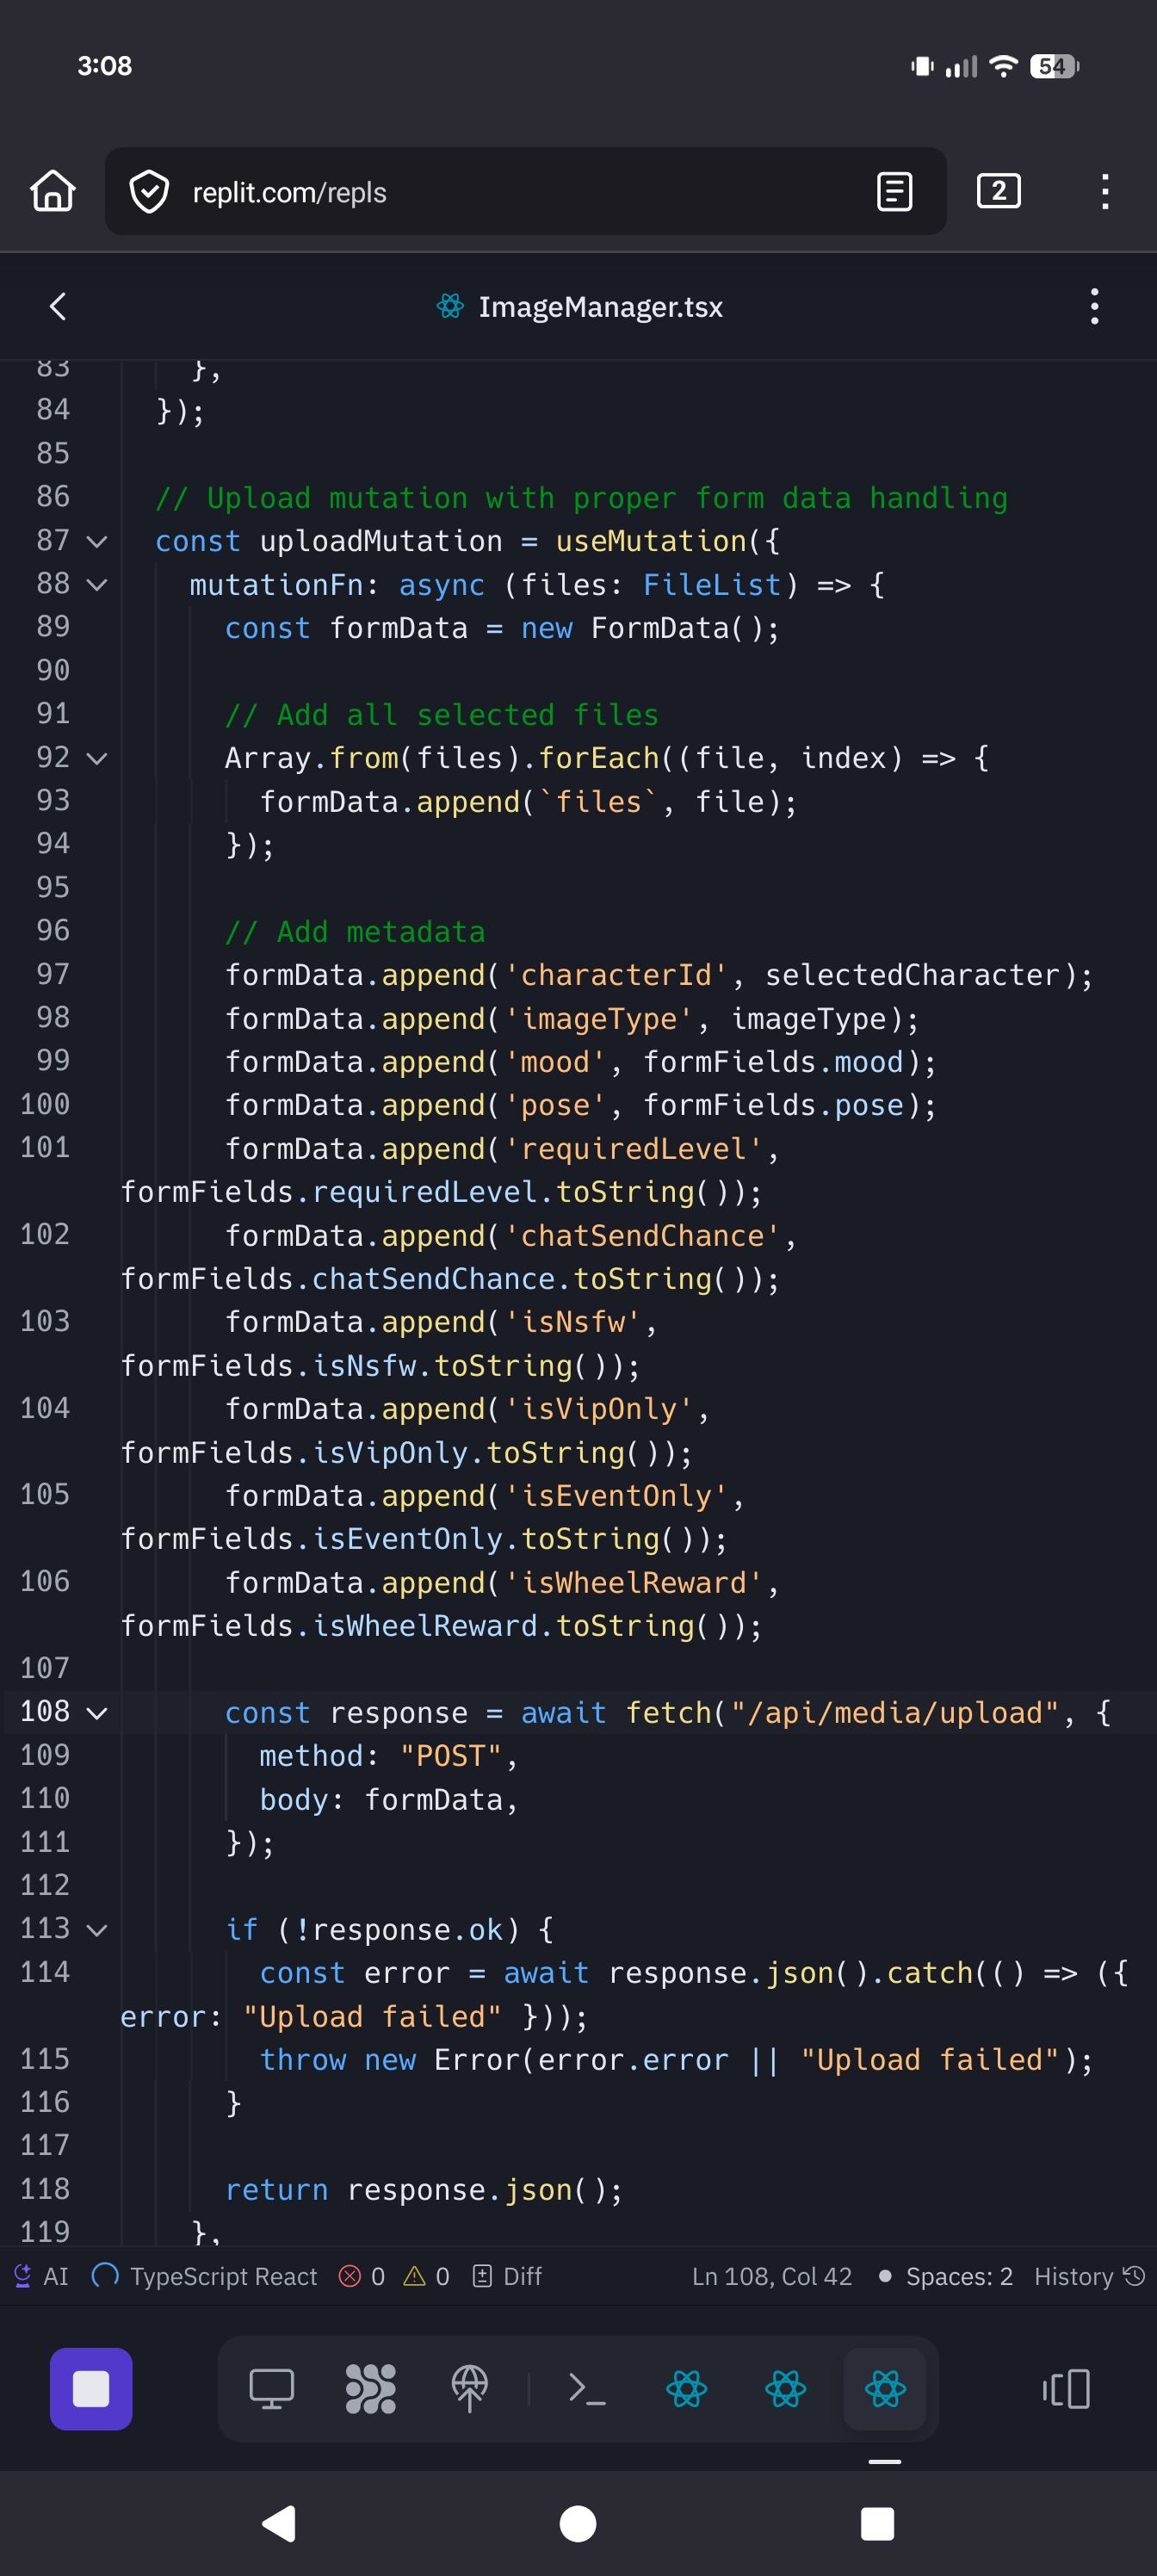 3:08
54
replit.com/repls
2
ImageManager.tsx
83       },
84     });
85
86     // Upload mutation with proper form data handling
87     const uploadMutation = useMutation({
88       mutationFn: async (files: FileList) => {
89         const formData = new FormData();
90
91         // Add all selected files
92         Array.from(files).forEach((file, index) => {
93           formData.append(`files`, file);
94         });
95
96         // Add metadata
97         formData.append('characterId', selectedCharacter);
98         formData.append('imageType', imageType);
99         formData.append('mood', formFields.mood);
100         formData.append('pose', formFields.pose);
101         formData.append('requiredLevel',
formFields.requiredLevel.toString());
102         formData.append('chatSendChance',
formFields.chatSendChance.toString());
103         formData.append('isNsfw',
formFields.isNsfw.toString());
104         formData.append('isVipOnly',
formFields.isVipOnly.toString());
105         formData.append('isEventOnly',
formFields.isEventOnly.toString());
106         formData.append('isWheelReward',
formFields.isWheelReward.toString());
107
108         const response = await fetch("/api/media/upload", {
109           method: "POST",
110           body: formData,
111         });
112
113         if (!response.ok) {
114           const error = await response.json().catch(() => ({
error: "Upload failed" }));
115           throw new Error(error.error || "Upload failed");
116         }
117
118         return response.json();
119       },
AI TypeScript React 0 0 Diff Ln 108, Col 42 Spaces: 2 History